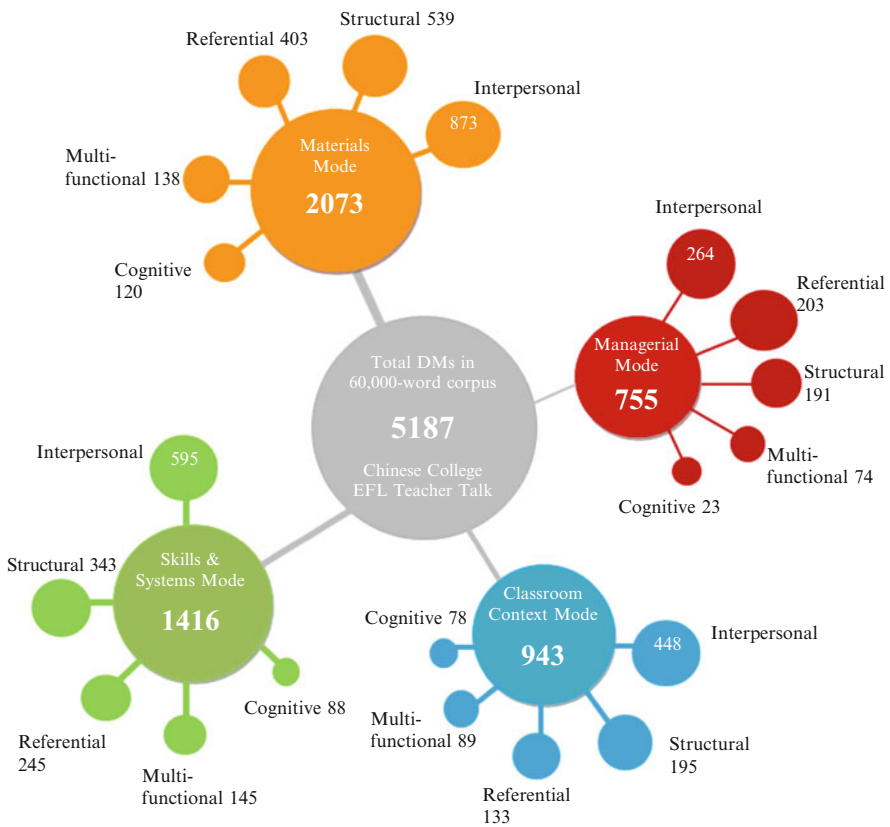 Structural 539
Referential 403
Interpersonal
873
Materials
Mode
2073
Multi-
functional 138
Cognitive
120
Interpersonal
264
Referential
203
Managerial
Mode
755
Structural
191
Multi-
functional 74
Cognitive 23
Total DMs in
60,000-word corpus
5187
Chinese College
EFL Teacher Talk
Interpersonal
595
Structural 343
Skills &
Systems Mode
1416
Cognitive 88
Referential
245
Multi-
functional 145
Classroom
Context Mode
943
Cognitive 78
Interpersonal
448
Multi-
functional 89
Structural
195
Referential
133